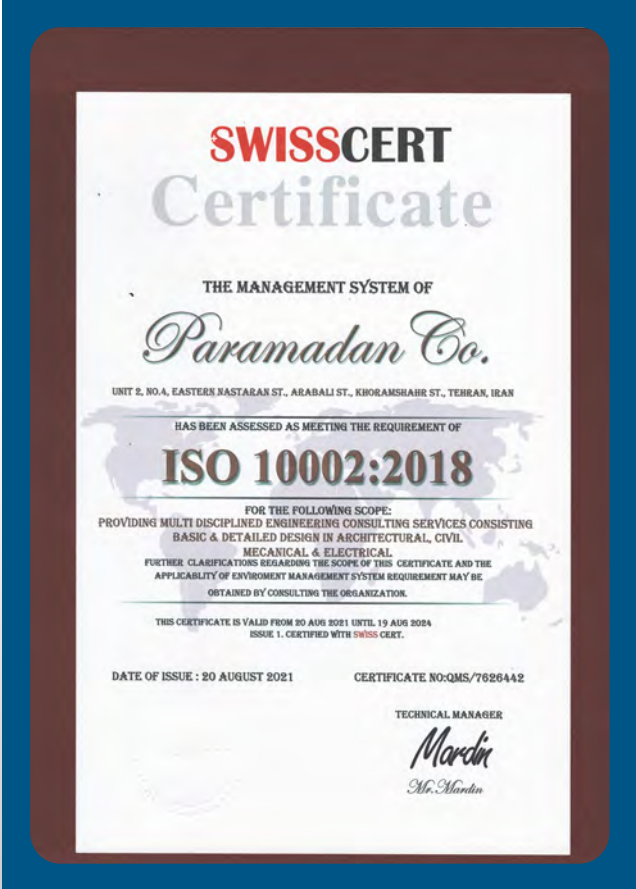 SWISSCERT
Certificate
THE MANAGEMENT SYSTEM OF
Paramadan Co.
UNIT 2, NO.4, EASTERN NASTARAN ST., ARABALI ST., KHORAMSHAHR ST., TEHRAN, IRAN
HAS BEEN ASSESSED AS MEETING THE REQUIREMENT OF
ISO 10002:2018
FOR THE FOLLOWING SCOPE:
PROVIDING MULTI DISCIPLINED ENGINEERING CONSULTING SERVICES CONSISTING
BASIC & DETAILED DESIGN IN ARCHITECTURAL, CIVIL
MECANICAL & ELECTRICAL
FURTHER CLARIFICATIONS REGARDING THE SCOPE OF THIS CERTIFICATE AND THE
APPLICABLITY OF ENVIROMENT MANAGEMENT SYSTEM REQUIREMENT MAY BE
OBTAINED BY CONSULTING THE ORGANIZATION.
THIS CERTIFICATE IS VALID FROM 20 AUG 2021 UNTIL 19 AUG 2024
ISSUE 1. CERTIFIED WITH SWISS CERT.
DATE OF ISSUE : 20 AUGUST 2021
CERTIFICATE NO:QMS/7626442
TECHNICAL MANAGER
Mardin
Mr. Mardin